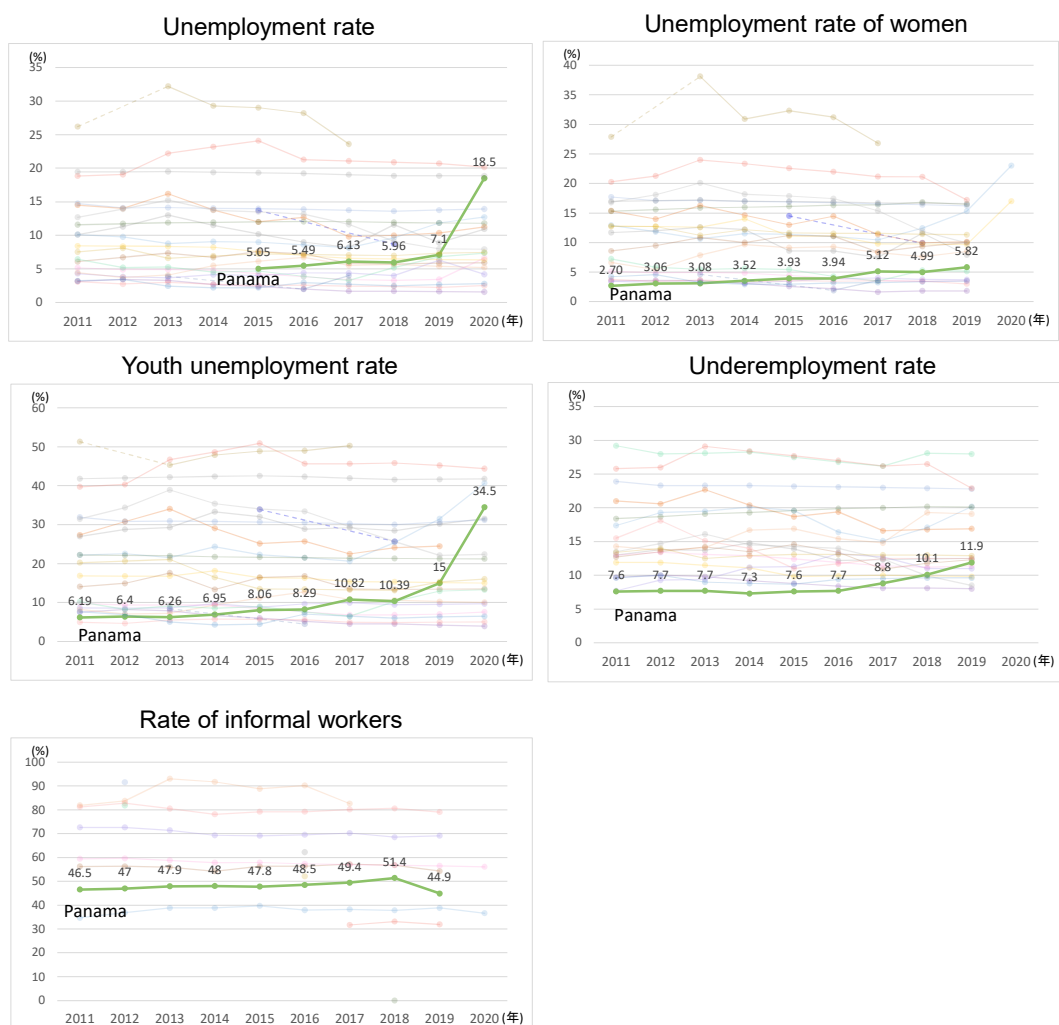 Unemployment rate
(%)
35
30
25
20
15
10
5
0
18.5
5.05 5.49 6.13 5.96 7.1
Panama
2011 2012 2013 2014 2015 2016 2017 2018 2019 2020 (年)
Unemployment rate of women
(%)
40
35
30
25
20
15
10
5
0
2.70 3.06 3.08 3.52 3.93 3.94 5.12 4.99 5.82
Panama
2011 2012 2013 2014 2015 2016 2017 2018 2019 2020 (年)
Youth unemployment rate
(%)
60
50
40
30
20
10
0
6.19 6.4 6.26 6.95 8.06 8.29 10.82 10.39 15 34.5
Panama
2011 2012 2013 2014 2015 2016 2017 2018 2019 2020 (年)
Underemployment rate
(%)
35
30
25
20
15
10
5
0
7.6 7.7 7.7 7.3 7.6 7.7 8.8 10.1 11.9
Panama
2011 2012 2013 2014 2015 2016 2017 2018 2019 2020 (年)
Rate of informal workers
(%)
100
90
80
70
60
50
40
30
20
10
0
46.5 47 47.9 48 47.8 48.5 49.4 51.4 44.9
Panama
2011 2012 2013 2014 2015 2016 2017 2018 2019 2020 (年)